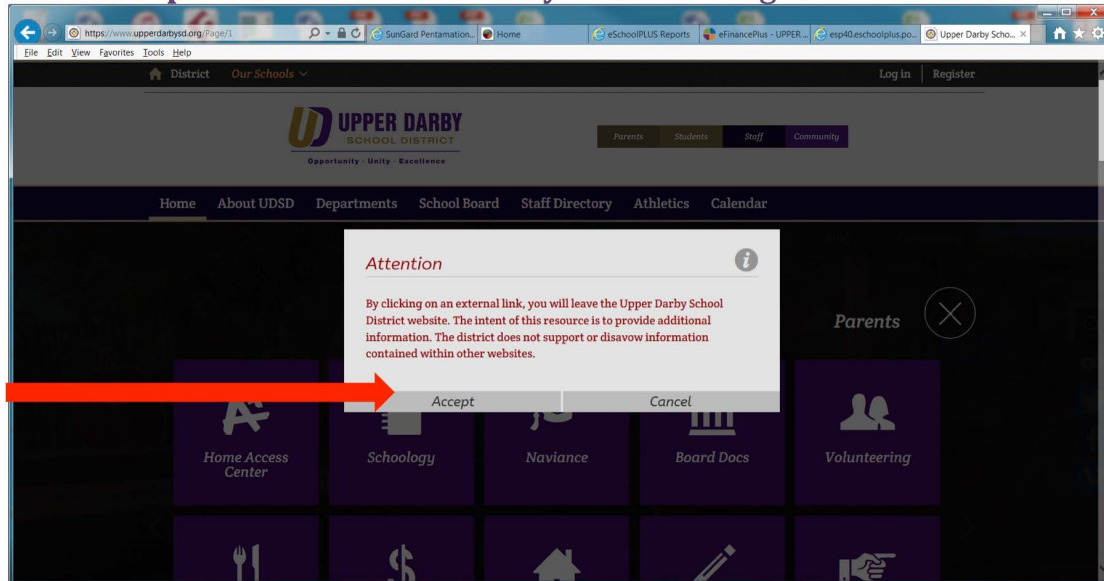 https://www.upperdarbysd.org/Page/1
SunGard Pentamation...
Home
eSchoolPLUS Reports
eFinancePlus - UPPER ...
esp40.eschoolplus.po...
Upper Darby Scho...
File Edit View Favorites Tools Help
District Our Schools
Log in Register
UPPER DARBY
SCHOOL DISTRICT
Opportunity - Unity - Excellence
Parents Students Staff Community
Home About UDSD Departments School Board Staff Directory Athletics Calendar
Attention
By clicking on an external link, you will leave the Upper Darby School
District website. The intent of this resource is to provide additional
information. The district does not support or disavow information
contained within other websites.
Accept Cancel
Parents
Home Access
Center
Schoology
Naviance
Board Docs
Volunteering